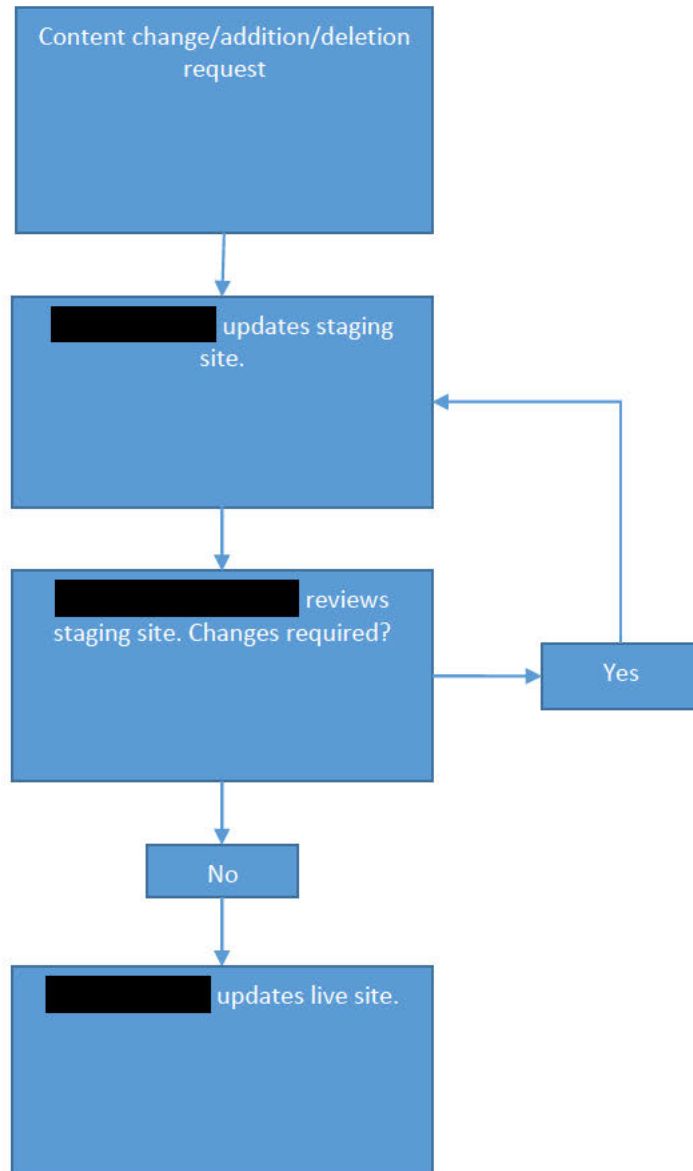 Content change/addition/deletion
request
updates staging
site.
reviews
staging site. Changes required?
Yes
No
updates live site.